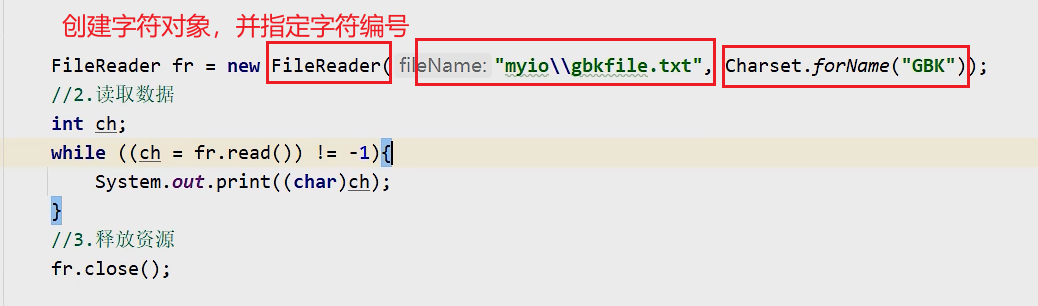 创建字符对象，并指定字符编号
FileReader fr = new FileReader( fileName: "myio\\gbkfile.txt", Charset.forName("GBK"));
//2.读取数据
int ch;
while ((ch = fr.read()) != -1){
System.out.print((char)ch);
}
//3.释放资源
fr.close();